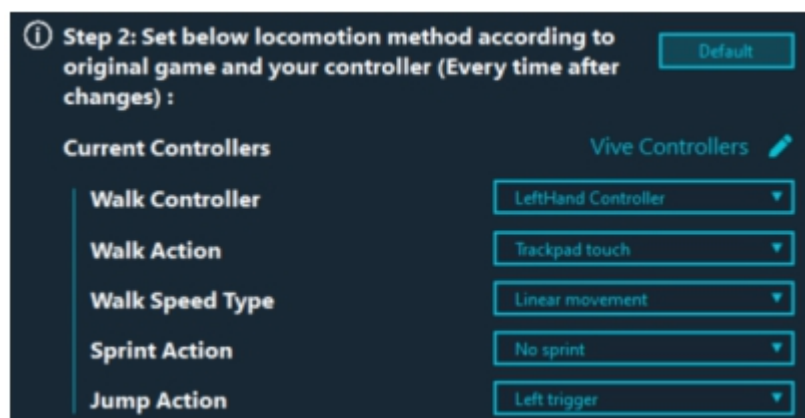 Step 2: Set below locomotion method according to
original game and your controller (Every time after
changes) :
Default
Current Controllers
Vive Controllers
Walk Controller
LeftHand Controller
Walk Action
Trackpad touch
Walk Speed Type
Linear movement
Sprint Action
No sprint
Jump Action
Left trigger